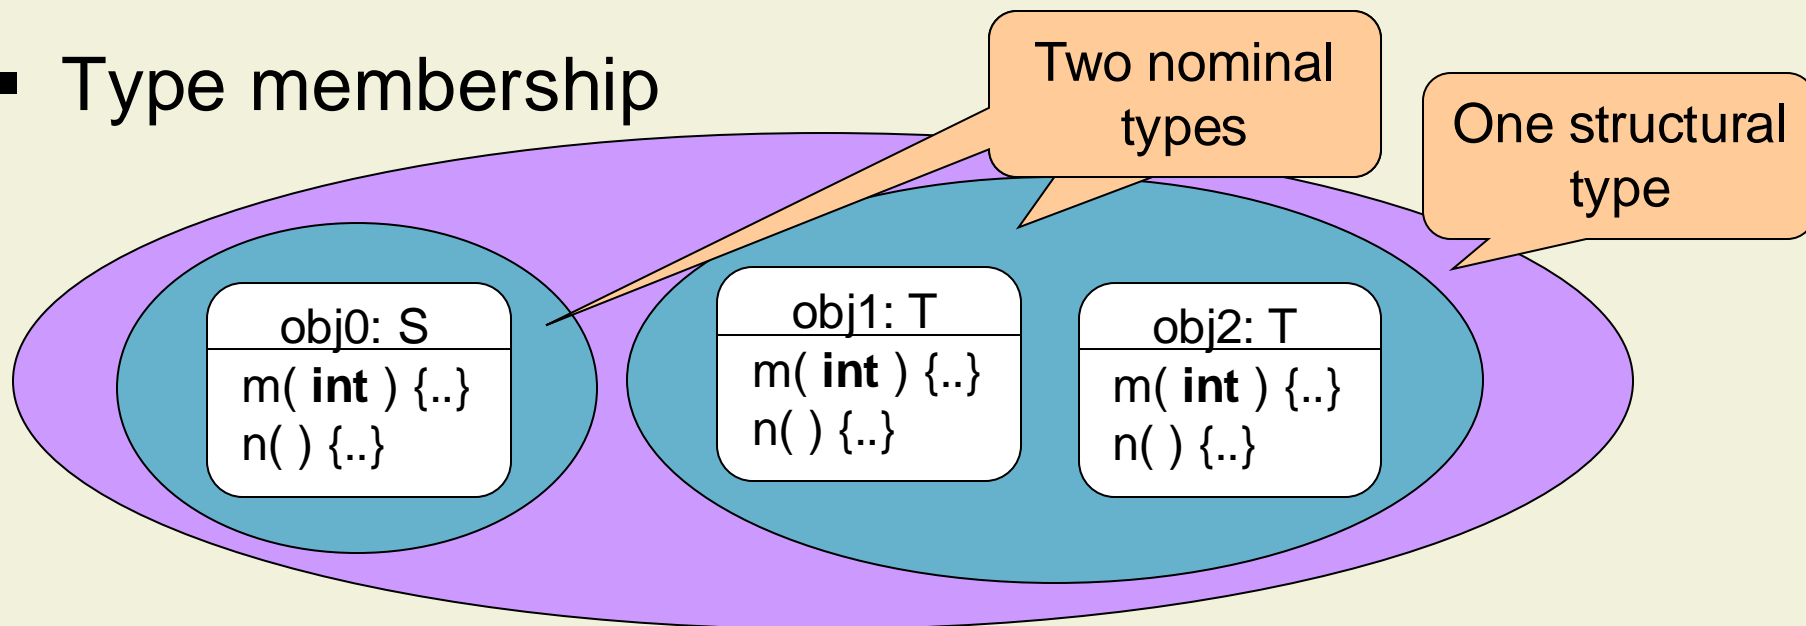 ▪ Type membership
Two nominal
types
One structural
type
obj0: S
m( int ) {..}
n( ) {..}
obj1: T
m( int ) {..}
n( ) {..}
obj2: T
m( int ) {..}
n( ) {..}